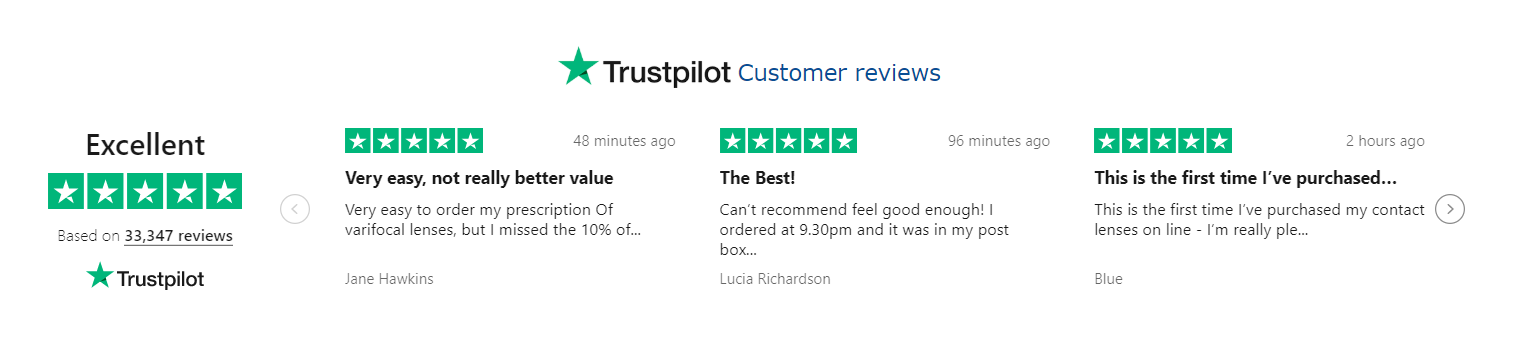 Trustpilot Customer reviews
Excellent
Based on 33,347 reviews
Trustpilot
48 minutes ago
Very easy, not really better value
Very easy to order my prescription Of
varifocal lenses, but I missed the 10% of...
Jane Hawkins
96 minutes ago
The Best!
Can’t recommend feel good enough! I
ordered at 9.30pm and it was in my post
box...
Lucia Richardson
2 hours ago
This is the first time I’ve purchased...
This is the first time I’ve purchased my contact
lenses on line - I’m really ple...
Blue